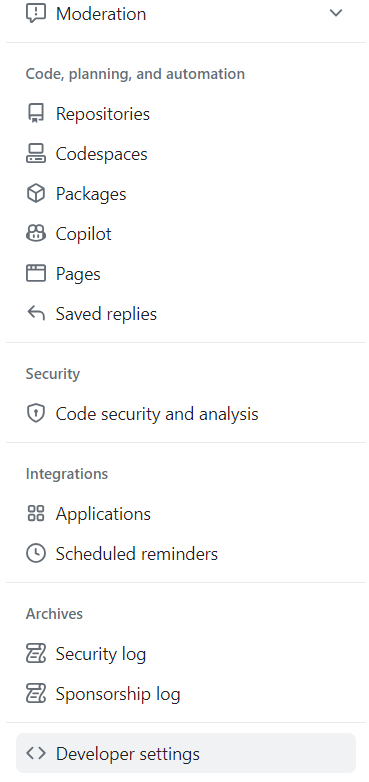 Moderation
Code, planning, and automation
Repositories
Codespaces
Packages
Copilot
Pages
Saved replies
Security
Code security and analysis
Integrations
Applications
Scheduled reminders
Archives
Security log
Sponsorship log
Developer settings